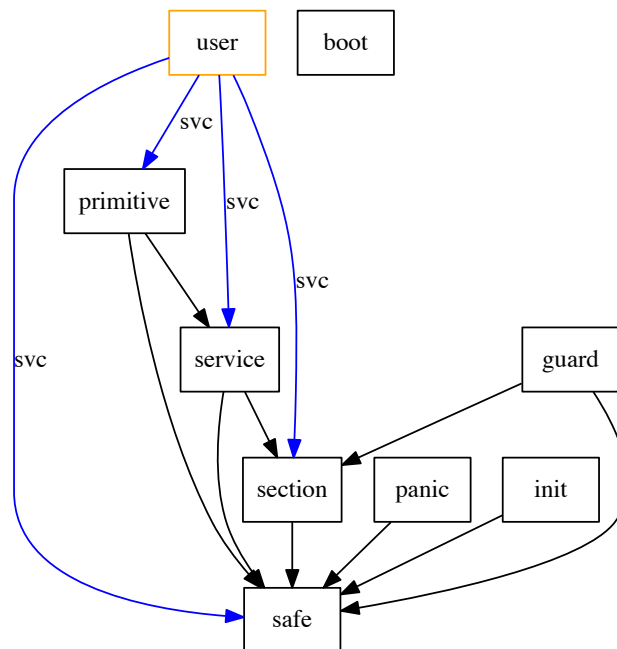 user
boot
svc
primitive
svc
svc
service
svc
guard
section
panic
init
safe